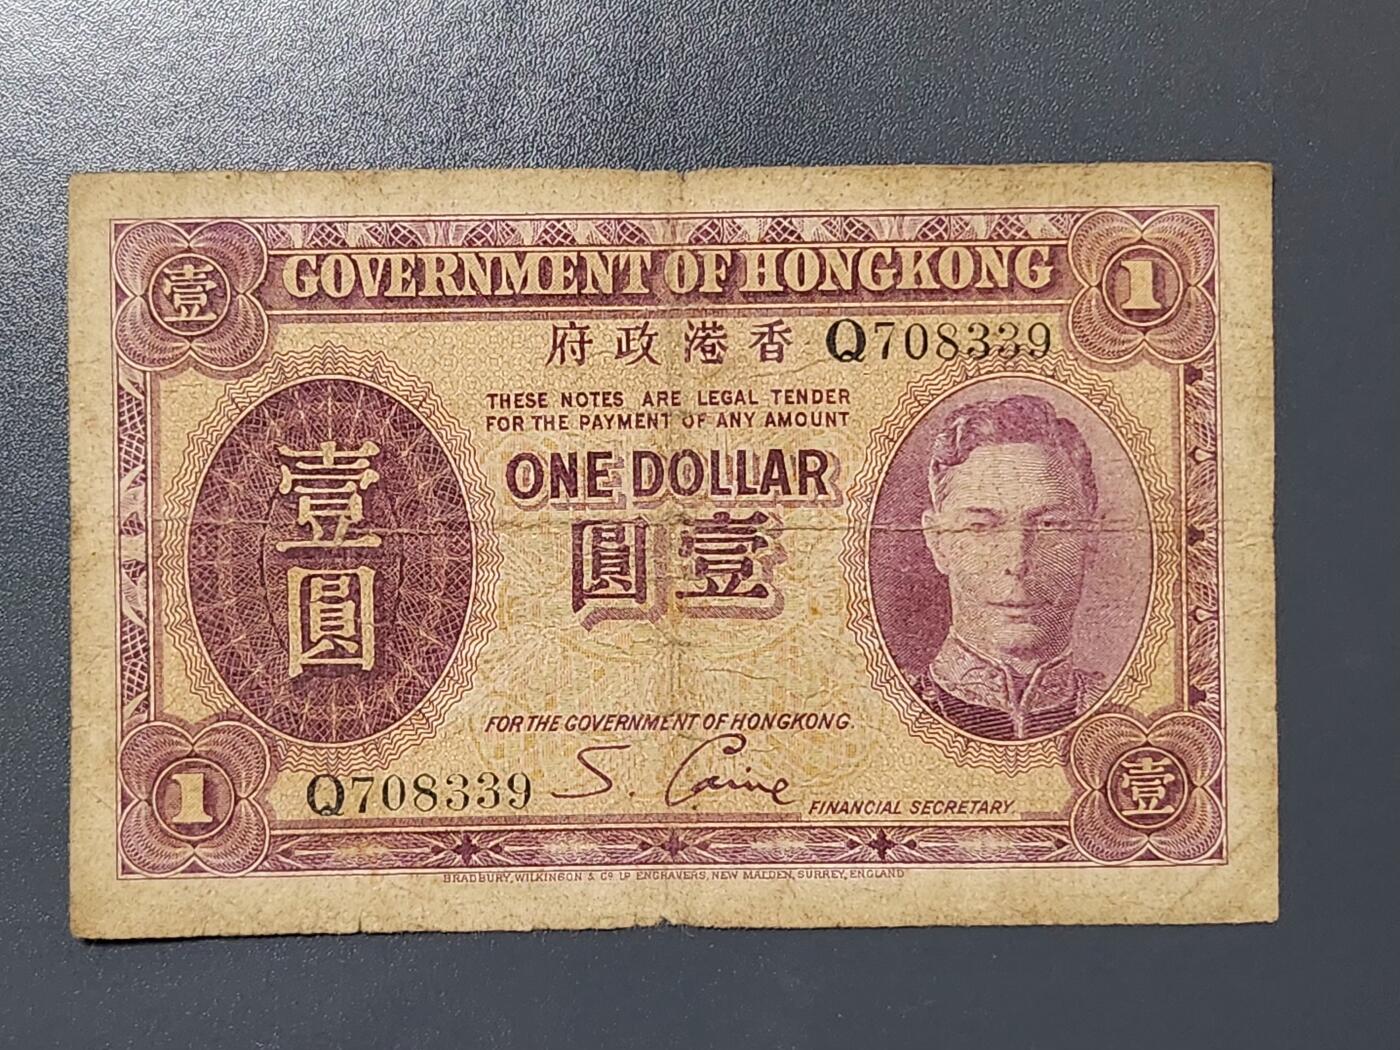 壹
GOVERNMENT OF HONGKONG
1
府政港香
Q708339
THESE NOTES ARE LEGAL TENDER
FOR THE PAYMENT OF ANY AMOUNT
ONE DOLLAR
圓壹
壹
圓
FOR THE GOVERNMENT OF HONGKONG.
1
Q708339
S. Caine
FINANCIAL SECRETARY.
壹
BRADBURY, WILKINSON & Co. LD ENGRAVERS, NEW MALDEN, SURREY, ENGLAND